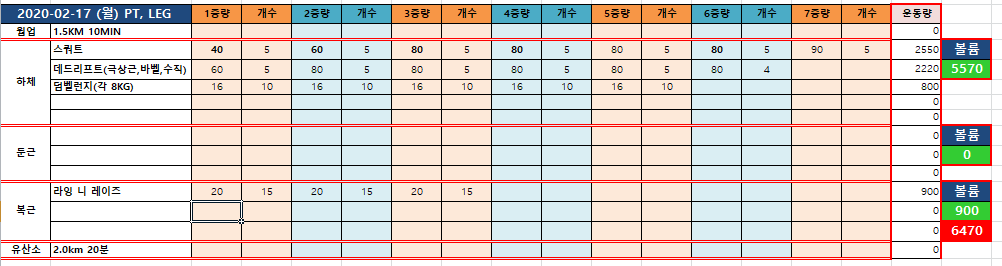 2020-02-17 (월) PT, LEG 1중량 개수 2중량 개수 3중량 개수 4중량 개수 5중량 개수 6중량 개수 7중량 개수 운동량
웜업 1.5KM 10MIN 0
스쿼트 40 5 60 5 80 5 80 5 80 5 80 5 90 5 2550 볼륨
데드리프트(극상근,바벨,수직) 60 5 80 5 80 5 80 5 80 5 80 4 2220 5570
하체 덤벨런지(각 8KG) 16 10 16 10 16 10 16 10 16 10 800
0
0
0 볼륨
둔근 0 0
0
라잉 니 레이즈 20 15 20 15 20 15 900 볼륨
복근 0 900
0 6470
유산소 2.0km 20분 0